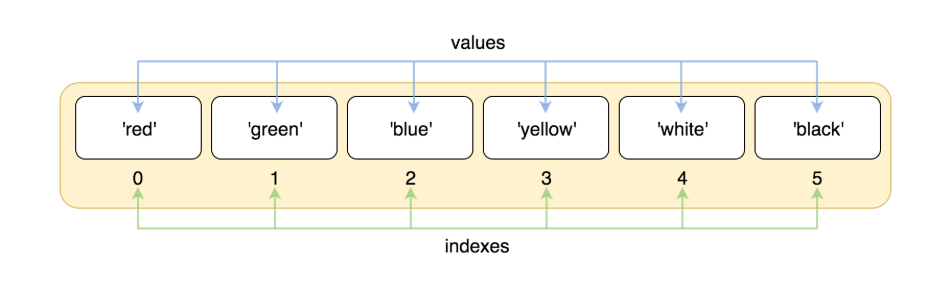 values
'red' 'green' 'blue' 'yellow' 'white' 'black'
0 1 2 3 4 5
indexes